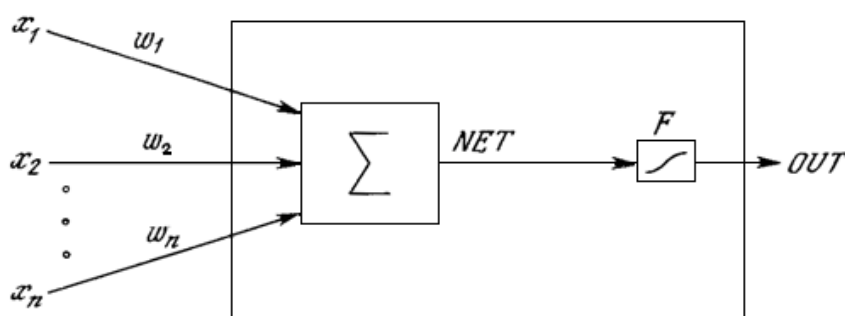 x₁
w₁
x₂
w₂
xₙ
wₙ
Σ
NET
F
OUT